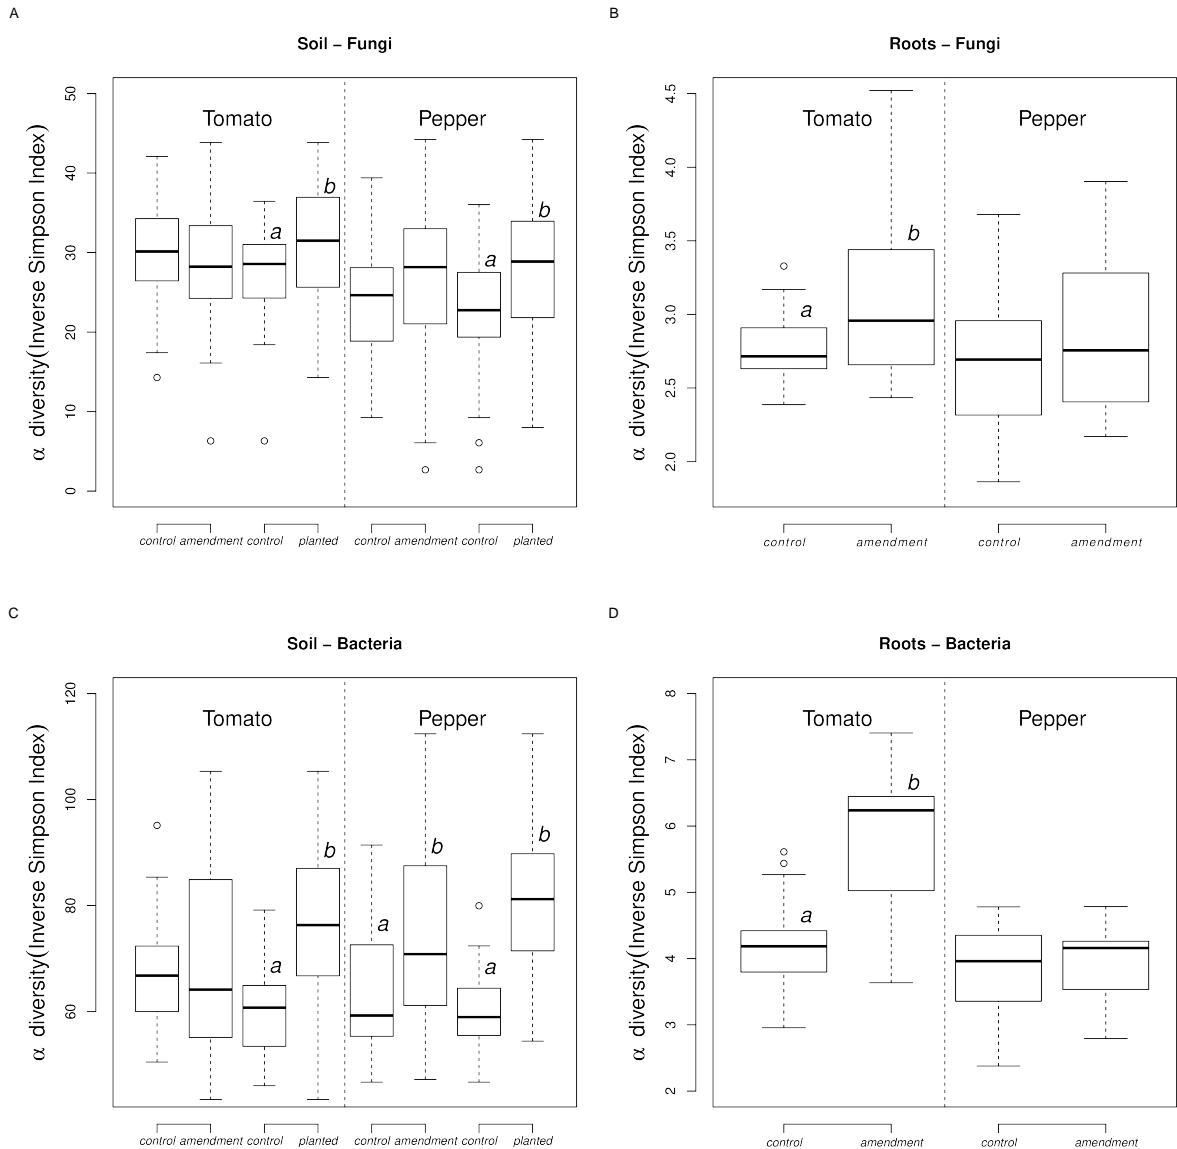 A
Soil – Fungi
α diversity(Inverse Simpson Index)
50
40
30
20
10
0
Tomato
Pepper
a
b
a
b
control amendment control planted control amendment control planted
B
Roots – Fungi
α diversity(Inverse Simpson Index)
4.5
4.0
3.5
3.0
2.5
2.0
Tomato
Pepper
a
b
control amendment control amendment
C
Soil – Bacteria
α diversity(Inverse Simpson Index)
120
100
80
60
Tomato
Pepper
a
b
a
b
a
b
control amendment control planted control amendment control planted
D
Roots – Bacteria
α diversity(Inverse Simpson Index)
8
7
6
5
4
3
2
Tomato
Pepper
a
b
control amendment control amendment